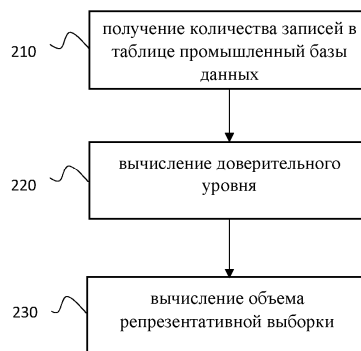 210
получение количества записей в
таблице промышленный базы
данных
220
вычисление доверительного
уровня
230
вычисление объема
репрезентативной выборки